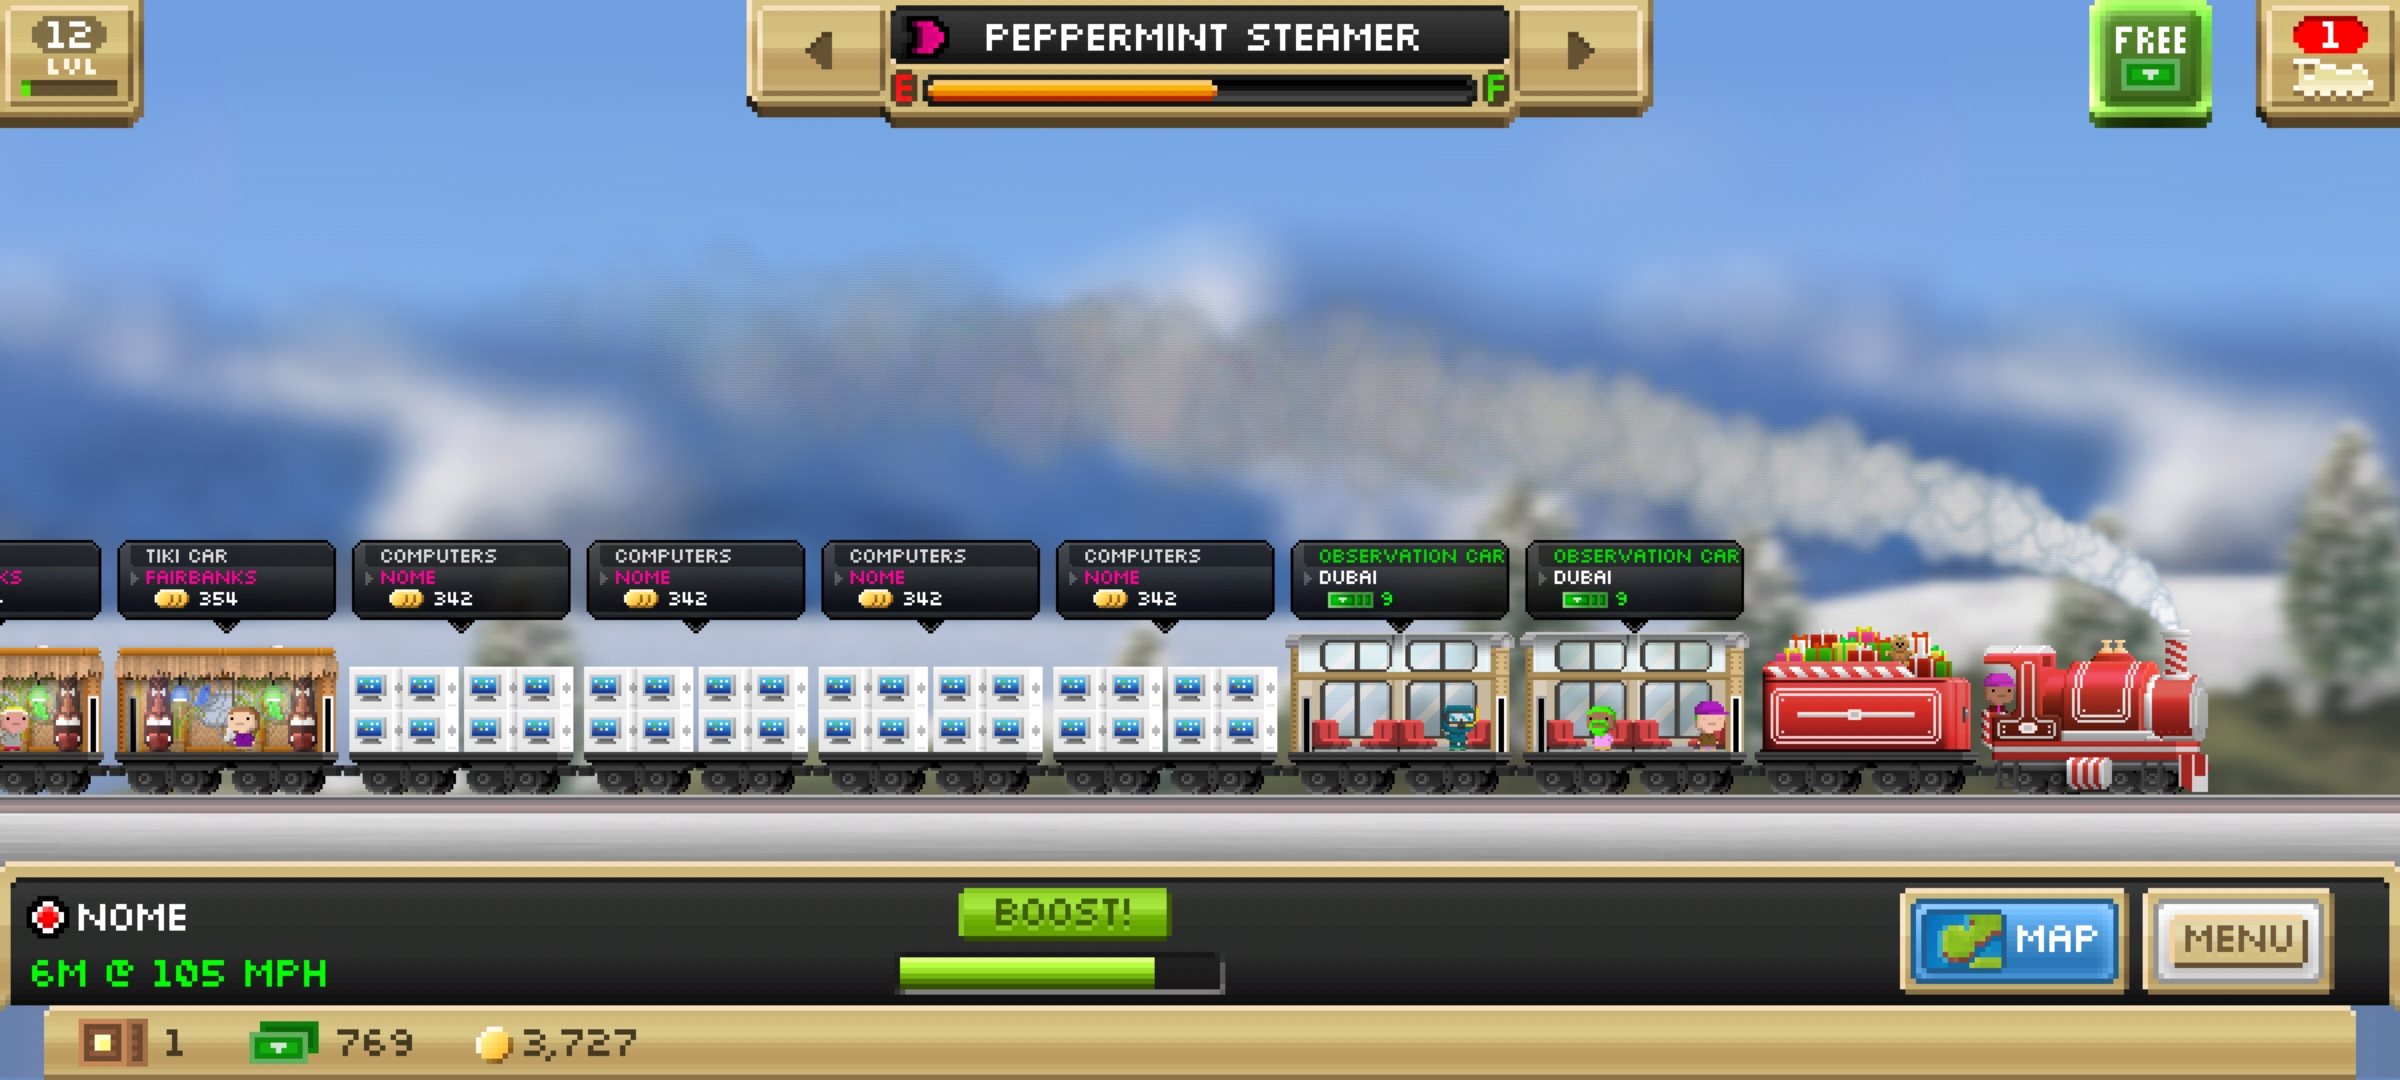 12
LVL
PEPPERMINT STEAMER
E
F
FREE
1
KS
TIKI CAR
FAIRBANKS
354
COMPUTERS
NOME
342
COMPUTERS
NOME
342
COMPUTERS
NOME
342
COMPUTERS
NOME
342
OBSERVATION CAR
DUBAI
9
OBSERVATION CAR
DUBAI
9
NOME
6M @ 105 MPH
BOOST!
MAP
MENU
1
769
3,727